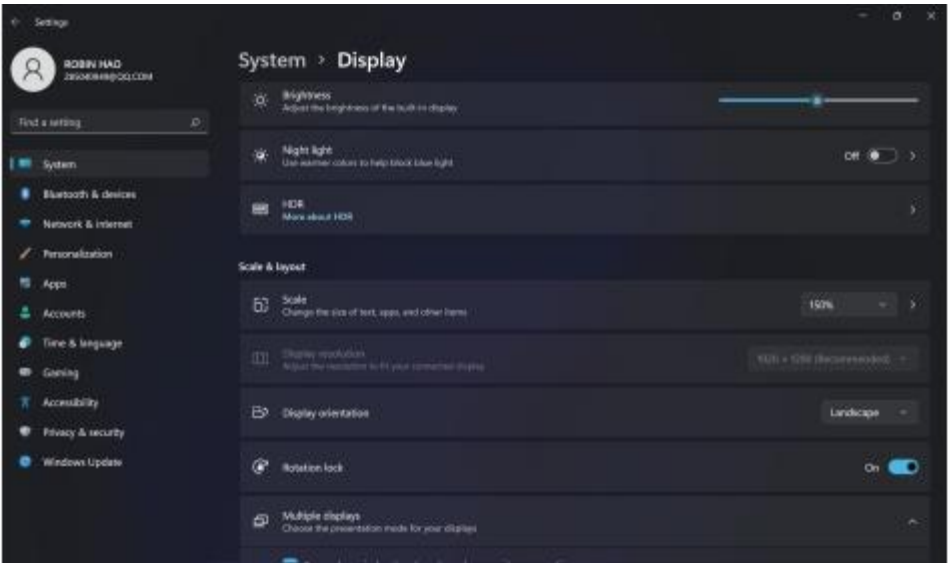 Settings
ROBIN HAO
System > Display
Brightness
Adjust the brightness of the built-in display
Find a setting
Night light
Use warmer colors to help block blue light
Off
System
Bluetooth & devices
HDR
More about HDR
Network & internet
Personalization
Scale & layout
Apps
Scale
Change the size of text, apps, and other items
150%
Accounts
Time & language
Display resolution
Adjust the resolution to fit your connected display
(Recommended)
Gaming
Accessibility
Display orientation
Landscape
Privacy & security
Windows Update
Rotation lock
On
Multiple displays
Choose the presentation mode for your displays